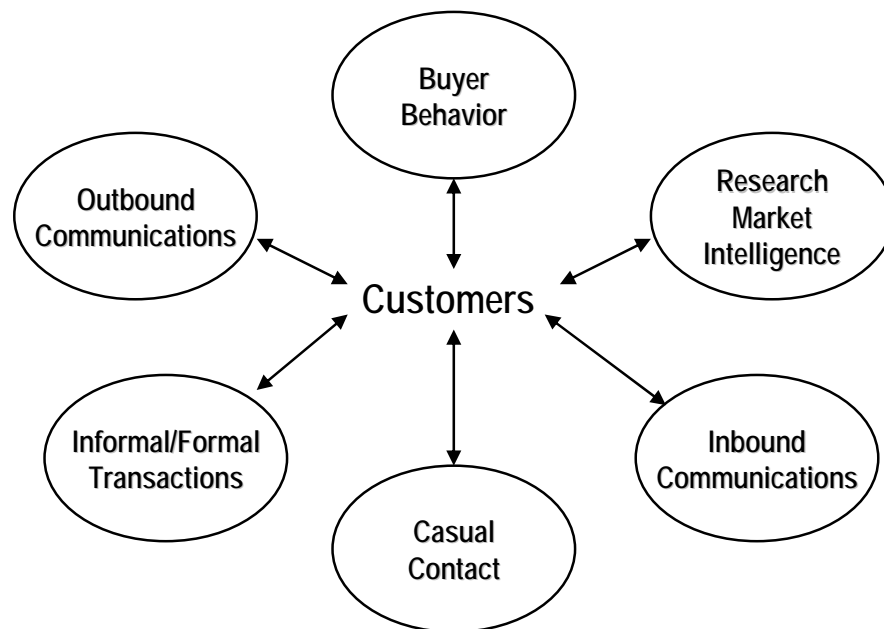 Buyer
Behavior
Outbound
Communications
Research
Market
Intelligence
Customers
Informal/Formal
Transactions
Inbound
Communications
Casual
Contact